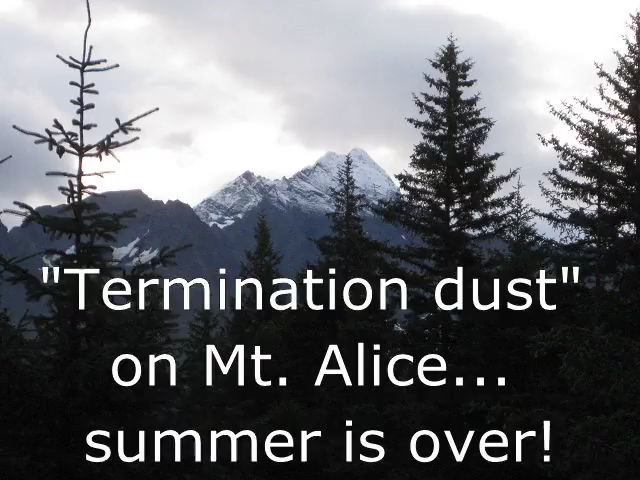 "Termination dust"
on Mt. Alice...
summer is over!